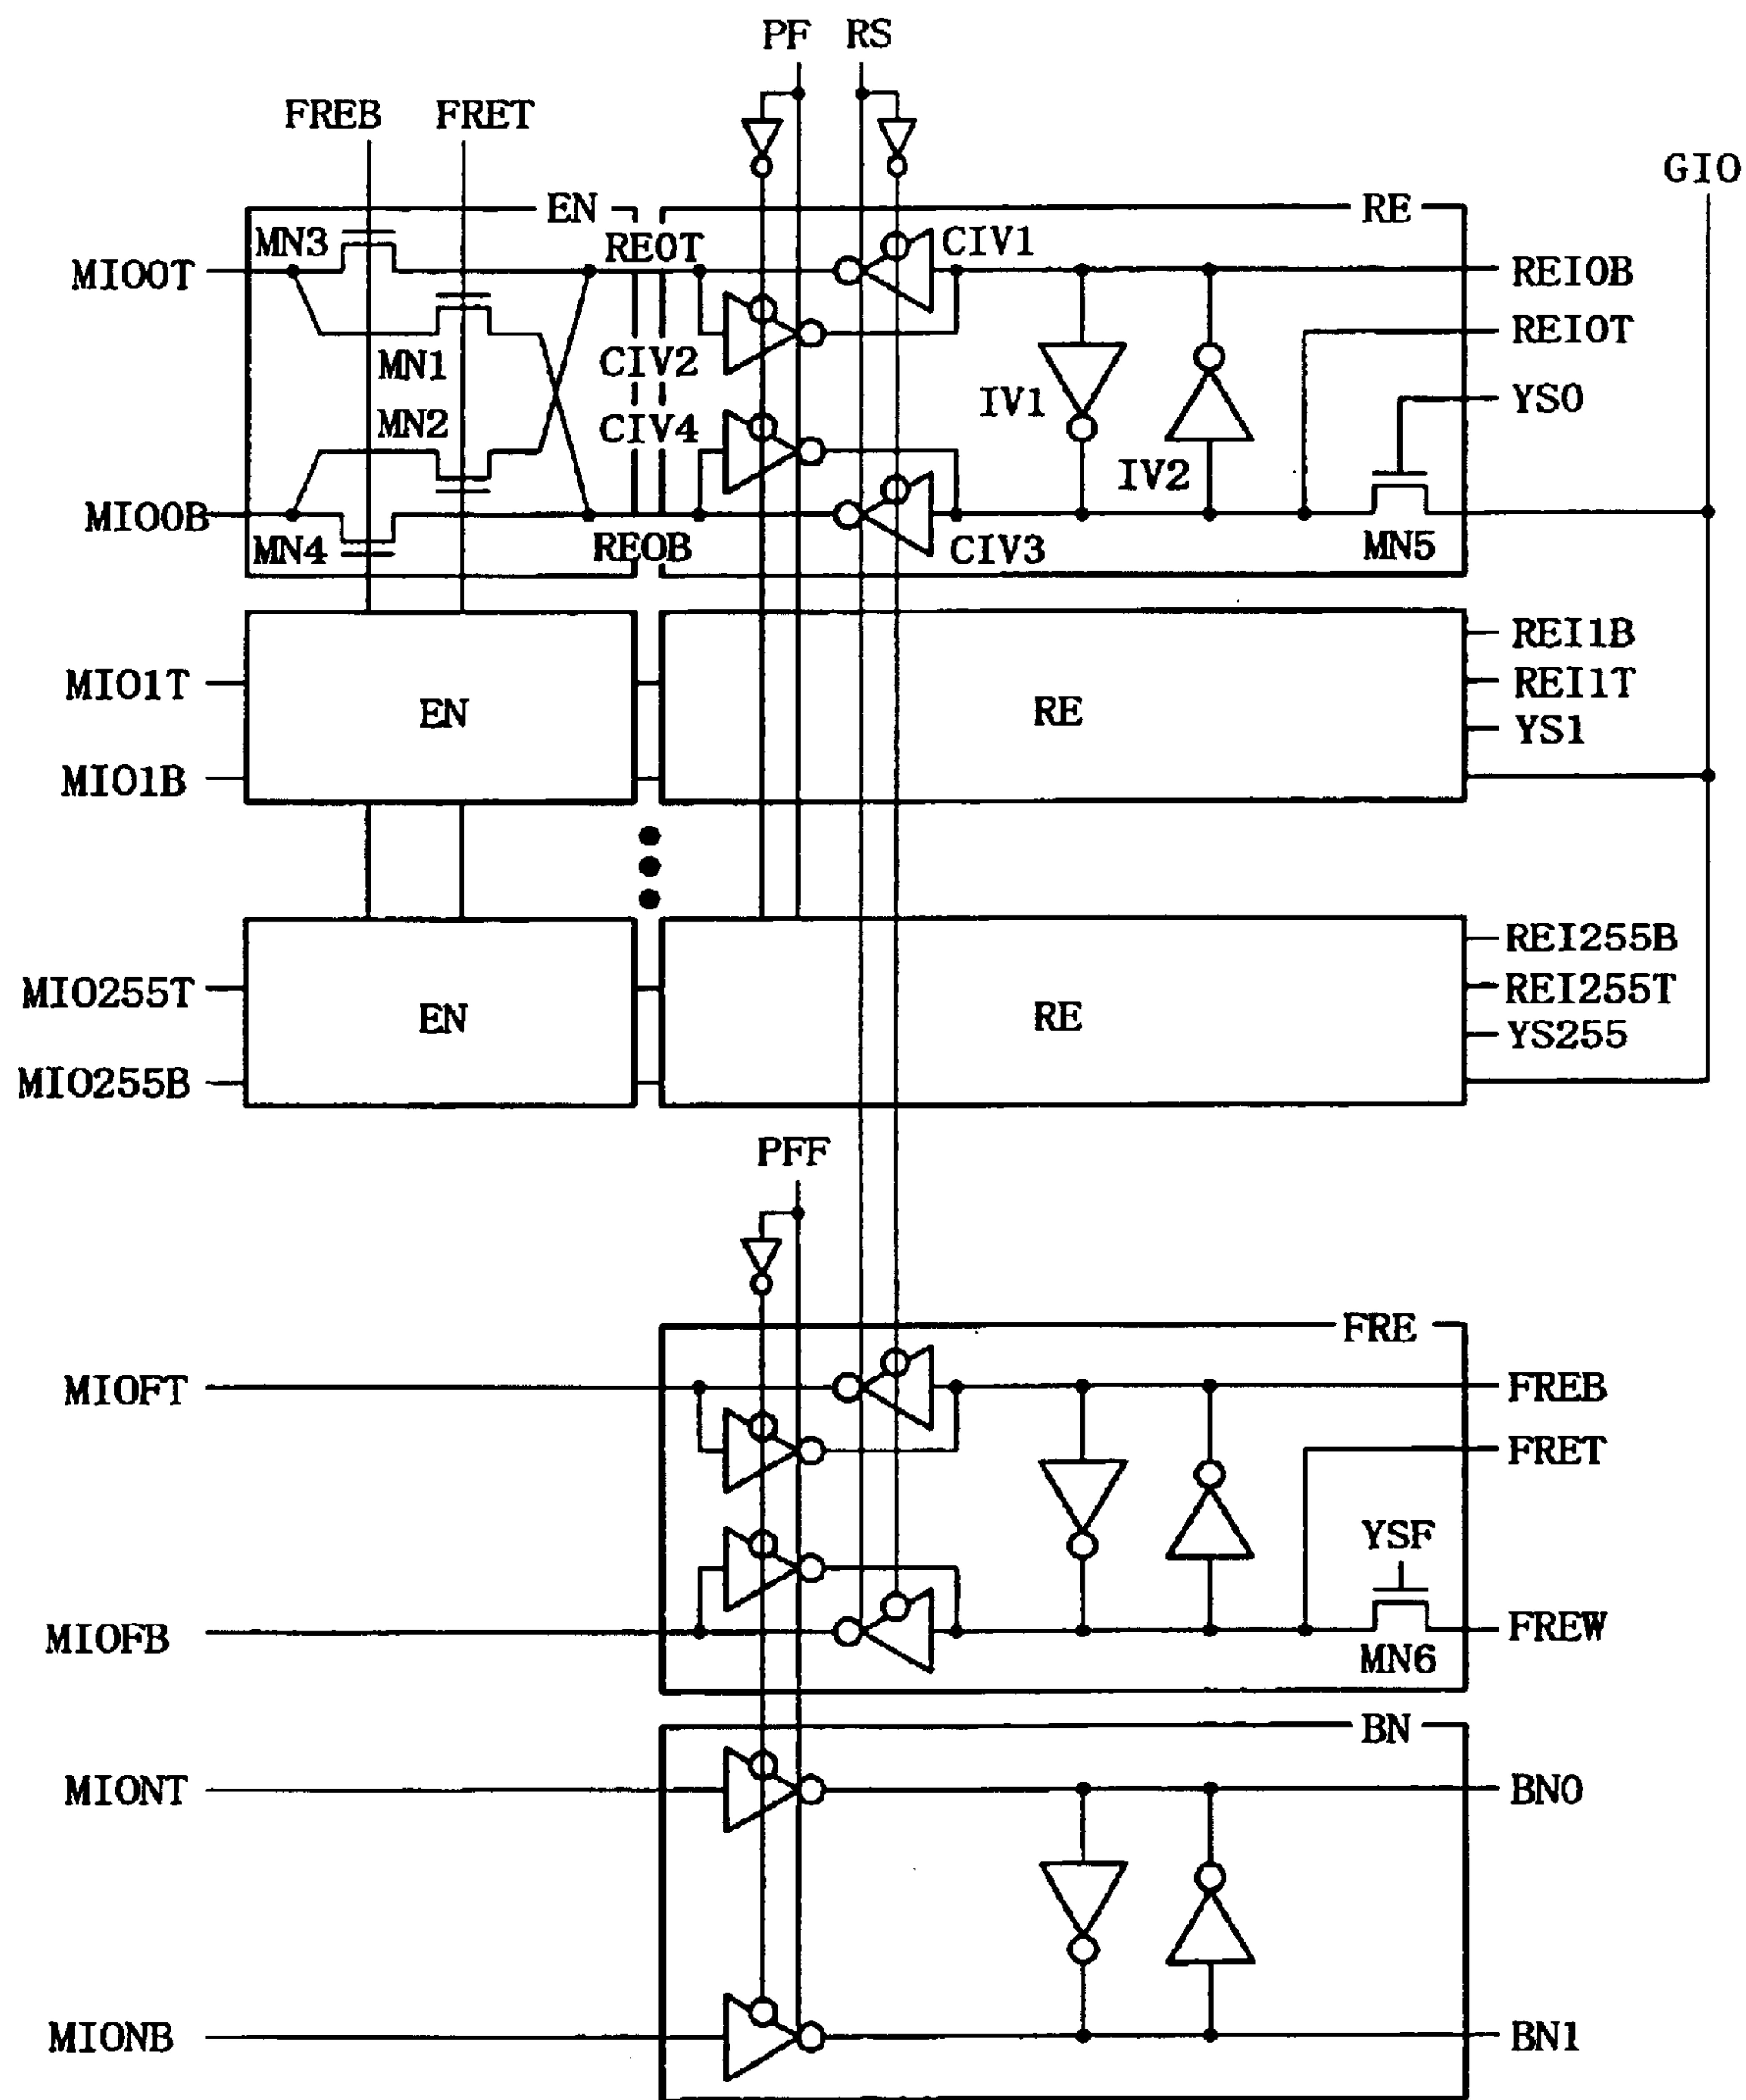 PF RS
FREB FRET
GIO
EN
RE
MN3
RE0T
CIV1
MIO0T
REI0B
REI0T
MN1
CIV2
IV1
YS0
MN2
CIV4
IV2
MIO0B
MN4
RE0B
CIV3
MN5
REI1B
MIO1T
REI1T
EN
RE
YS1
MIO1B
REI255B
MIO255T
REI255T
EN
RE
YS255
MIO255B
PFF
FRE
MIOFT
FREB
FRET
YSF
MIOFB
FREW
MN6
BN
MIONT
BN0
MIONB
BN1